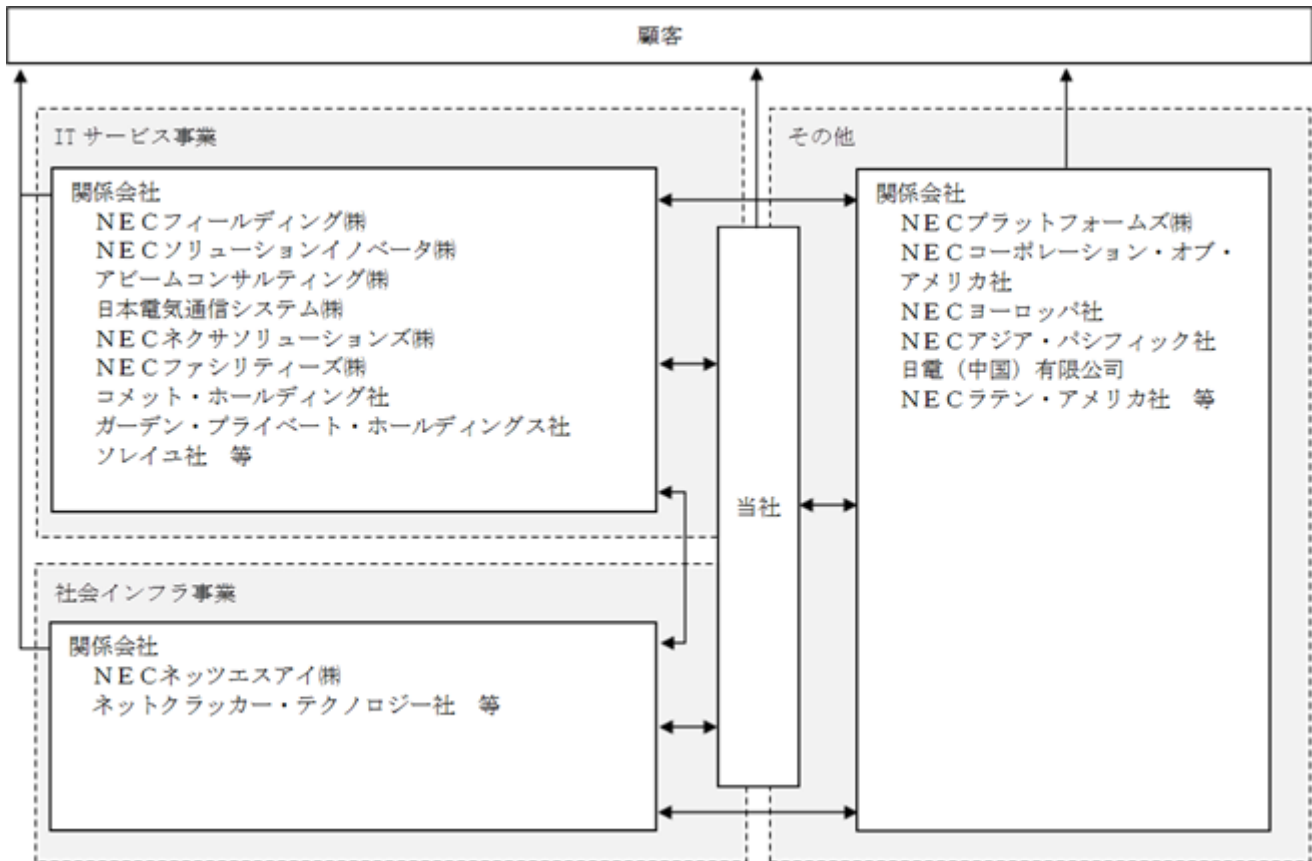 顧客
IT サービス事業
関係会社
ＮＥＣフィールディング㈱
ＮＥＣソリューションイノベータ㈱
アビームコンサルティング㈱
日本電気通信システム㈱
ＮＥＣネクサソリューションズ㈱
ＮＥＣファシリティーズ㈱
コメット・ホールディング社
ガーデン・プライベート・ホールディングス社
ソレイユ社　等
社会インフラ事業
関係会社
ＮＥＣネッツエスアイ㈱
ネットクラッカー・テクノロジー社　等
当社
その他
関係会社
ＮＥＣプラットフォームズ㈱
ＮＥＣコーポレーション・オブ・
アメリカ社
ＮＥＣヨーロッパ社
ＮＥＣアジア・パシフィック社
日電（中国）有限公司
ＮＥＣラテン・アメリカ社　等